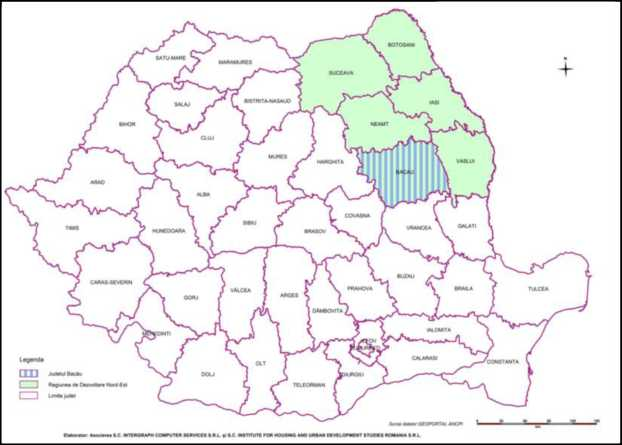 BOTOSANI
SATU-MARE
MARAMURES
SUCEAVA
N
SALAJ
BISTRITA-NASAUD
IASI
BIHOR
NEAMT
CLUJ
MURES
HARGHITA
VASLUI
BACAU
ARAD
ALBA
COVASNA
TIMIS
HUNEDOARA
SIBIU
BRASOV
VRANCEA
GALATI
CARAS-SEVERIN
BUZAU
GORJ
VÂLCEA
ARGES
PRAHOVA
BRAILA
TULCEA
DÂMBOVITA
MEHEDINTI
IALOMITA
Legenda
CALARASI
CONSTANTA
Judetul Bacău
OLT
GIURGIU
DOLJ
TELEORMAN
Regiunea de Dezvoltare Nord-Est
Limita judet
Sursa datelor GEOPORTAL ANCPI
Elaborator: Asocierea S.C. INTERGRAPH COMPUTER SERVICES S.R.L. și S.C. INSTITUTE FOR HOUSING AND URBAN DEVELOPMENT STUDIES ROMANIA S.R.L.